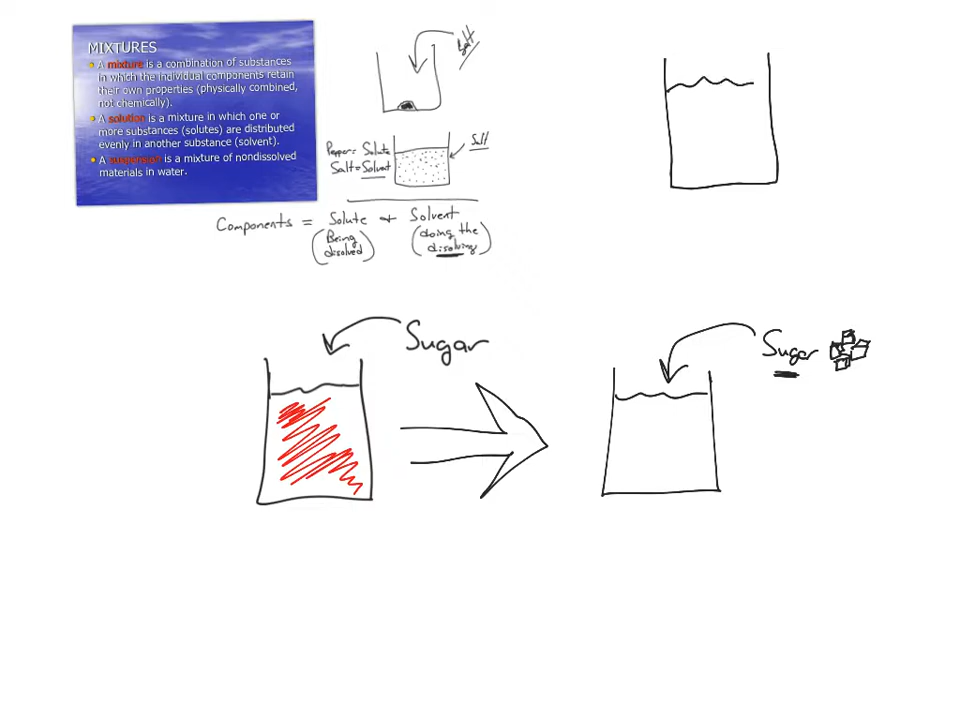 MIXTURES
A mixture is a combination of substances
in which the individual components retain
their own properties (physically combined,
not chemically).
A solution is a mixture in which one or
more substances (solutes) are distributed
evenly in another substance (solvent).
A suspension is a mixture of nondissolved
materials in water.
Salt
Pepper = Solute
Salt = Solvent
Salt
Components = Solute + Solvent
(Being disolved)
(doing the disolving)
Sugar
Sugar